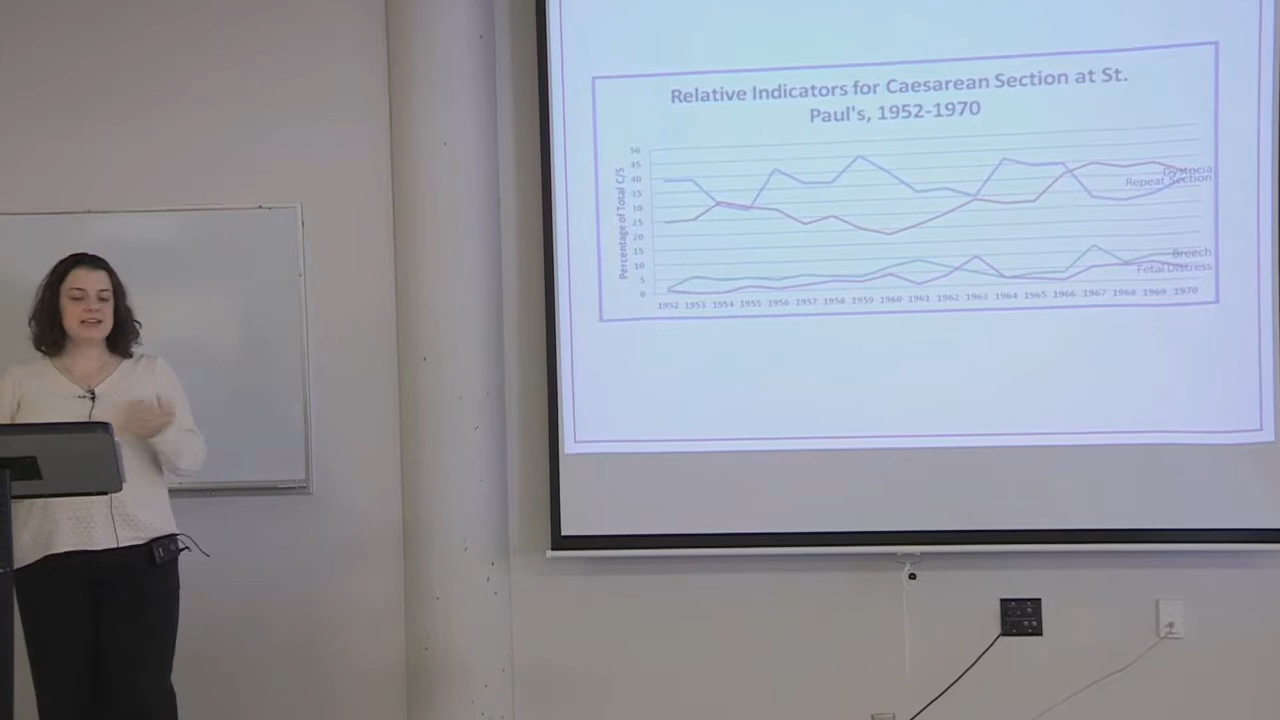 Relative Indicators for Caesarean Section at St.
Paul's, 1952-1970
Percentage of Total C/S
50
45
40
35
30
25
20
15
10
5
0
Dystocia
Repeat Section
Breech
Fetal Distress
1952 1953 1954 1955 1956 1957 1958 1959 1960 1961 1962 1963 1964 1965 1966 1967 1968 1969 1970